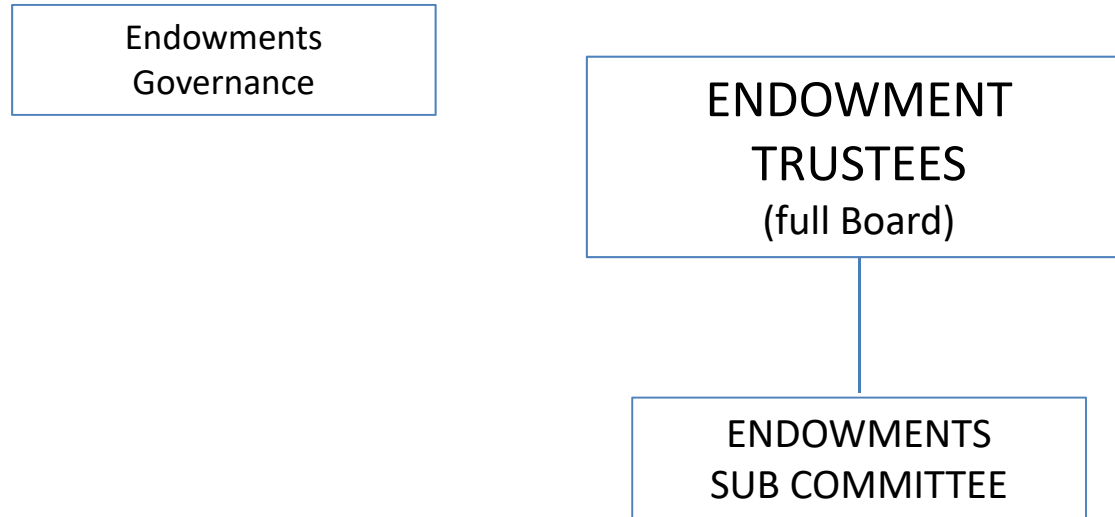 Endowments
Governance
ENDOWMENT
TRUSTEES
(full Board)
ENDOWMENTS
SUB COMMITTEE